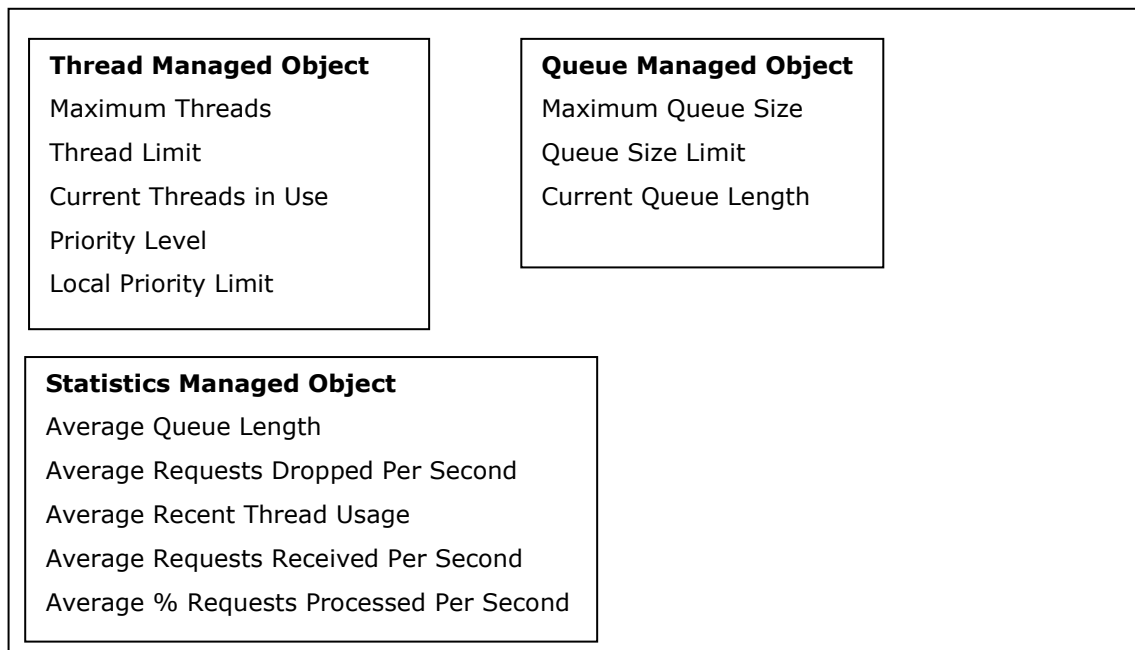 Thread Managed Object
Maximum Threads
Thread Limit
Current Threads in Use
Priority Level
Local Priority Limit
Queue Managed Object
Maximum Queue Size
Queue Size Limit
Current Queue Length
Statistics Managed Object
Average Queue Length
Average Requests Dropped Per Second
Average Recent Thread Usage
Average Requests Received Per Second
Average % Requests Processed Per Second